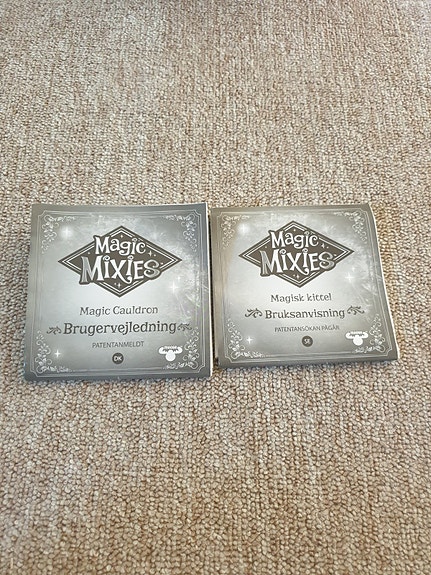 Magic
MIXIES
Magic Cauldron
Brugervejledning
PATENTANMELDT
DK
Magic
MIXIES
Magisk kittel
Bruksanvisning
PATENTANSÖKAN PÅGÅR
SE